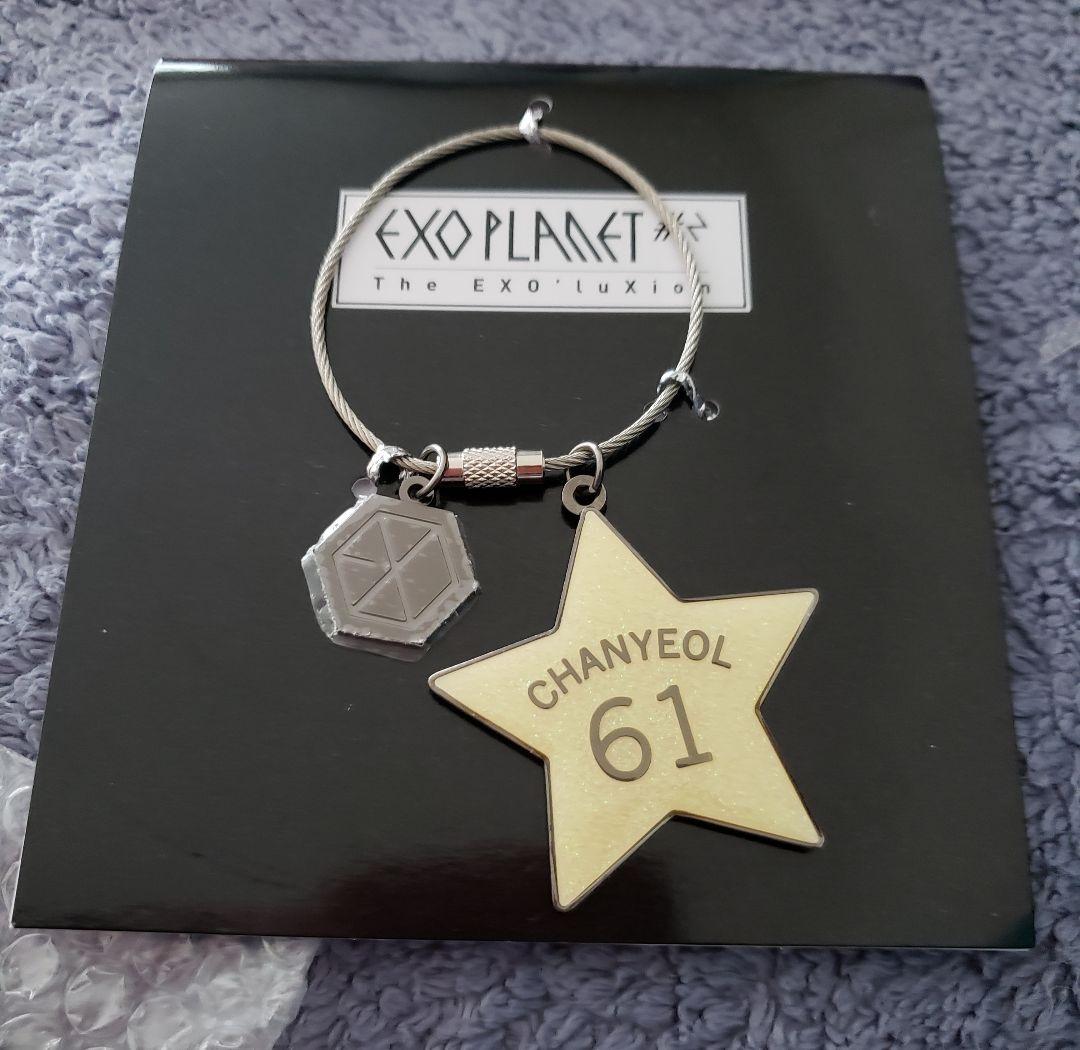 EXO PLANET #2
The EXO'luXion
CHANYEOL
61